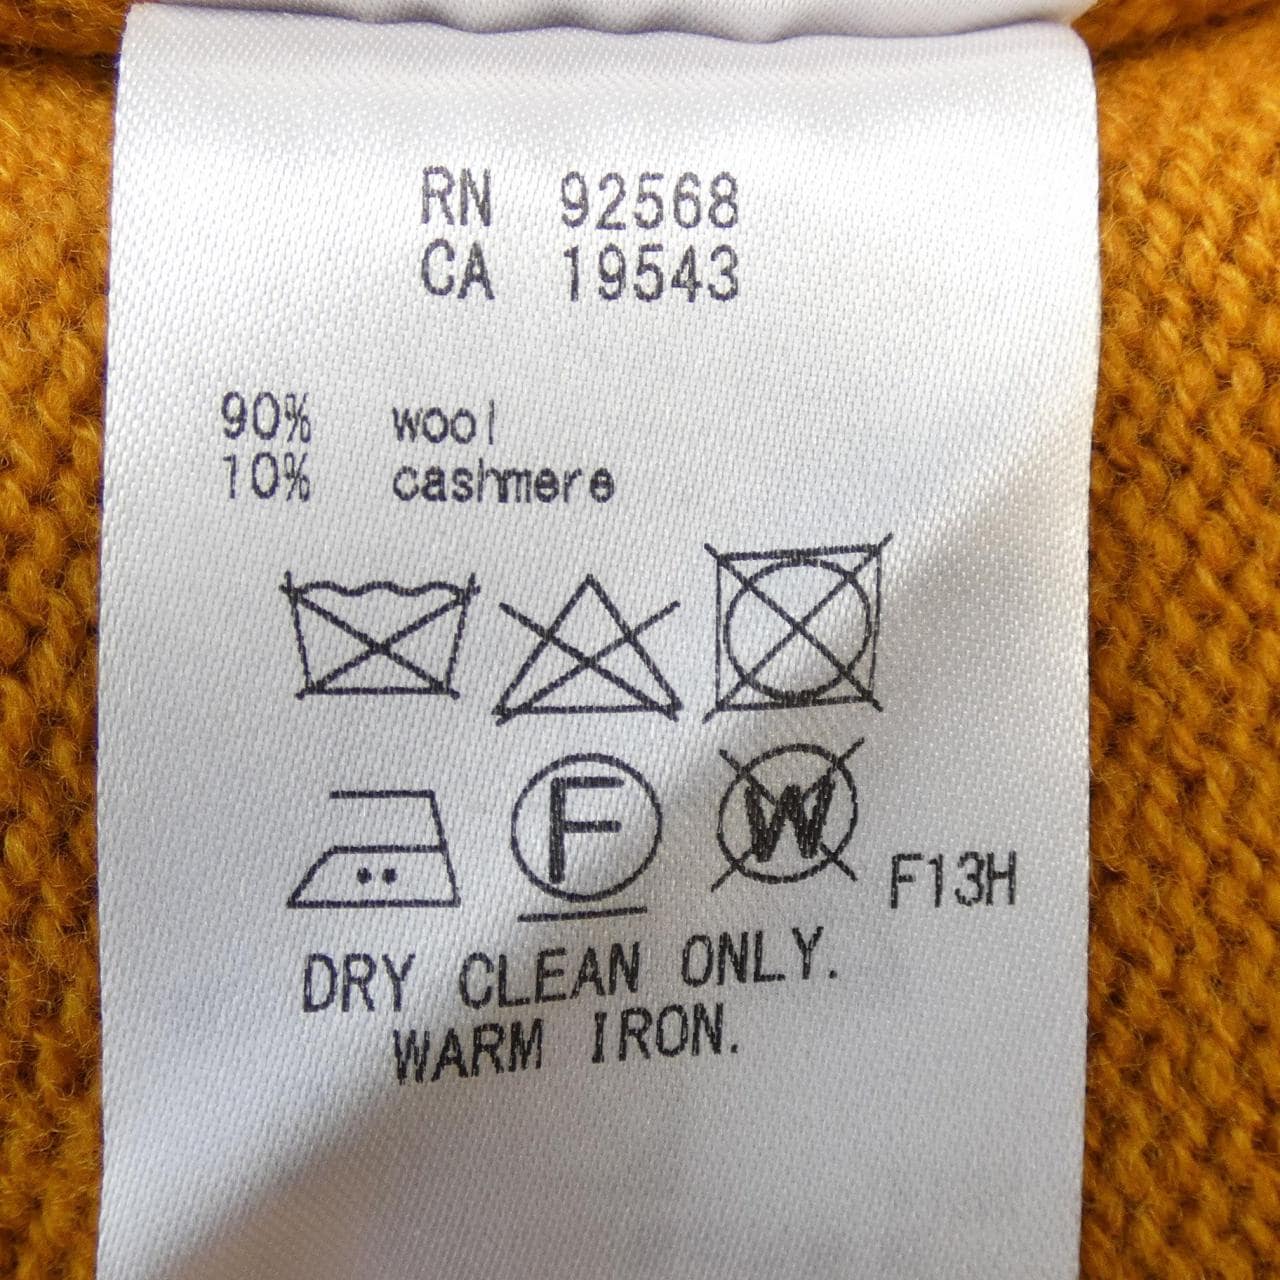 RN 92568
CA 19543
90% wool
10% cashmere
F W F13H
DRY CLEAN ONLY.
WARM IRON.